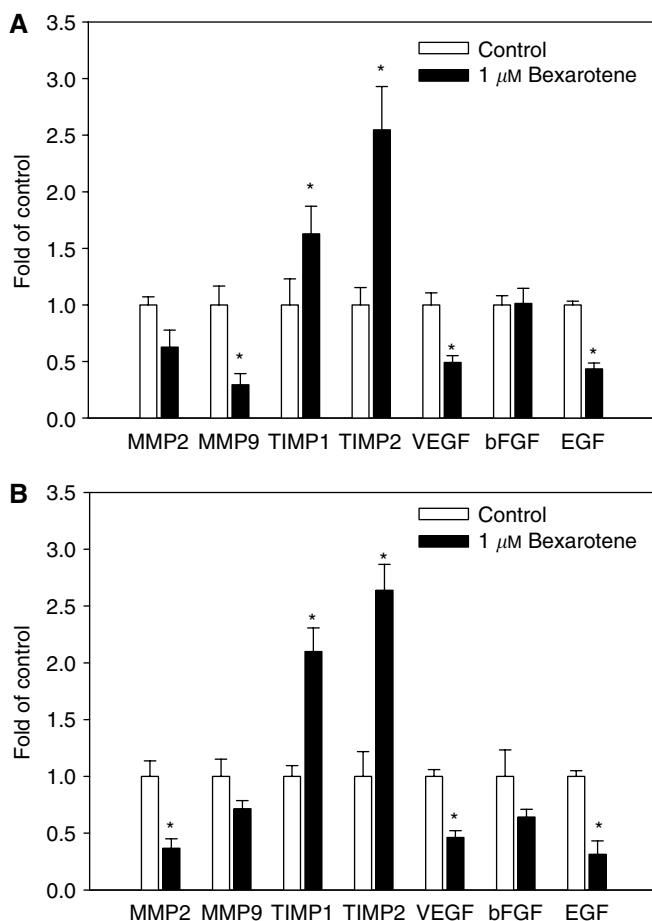 A
3.5
3.0
2.5
2.0
1.5
1.0
0.5
0.0
Fold of control
Control
1 μM Bexarotene
*
*
*
*
*
MMP2 MMP9 TIMP1 TIMP2 VEGF bFGF EGF
B
3.5
3.0
2.5
2.0
1.5
1.0
0.5
0.0
Fold of control
Control
1 μM Bexarotene
*
*
*
*
*
MMP2 MMP9 TIMP1 TIMP2 VEGF bFGF EGF